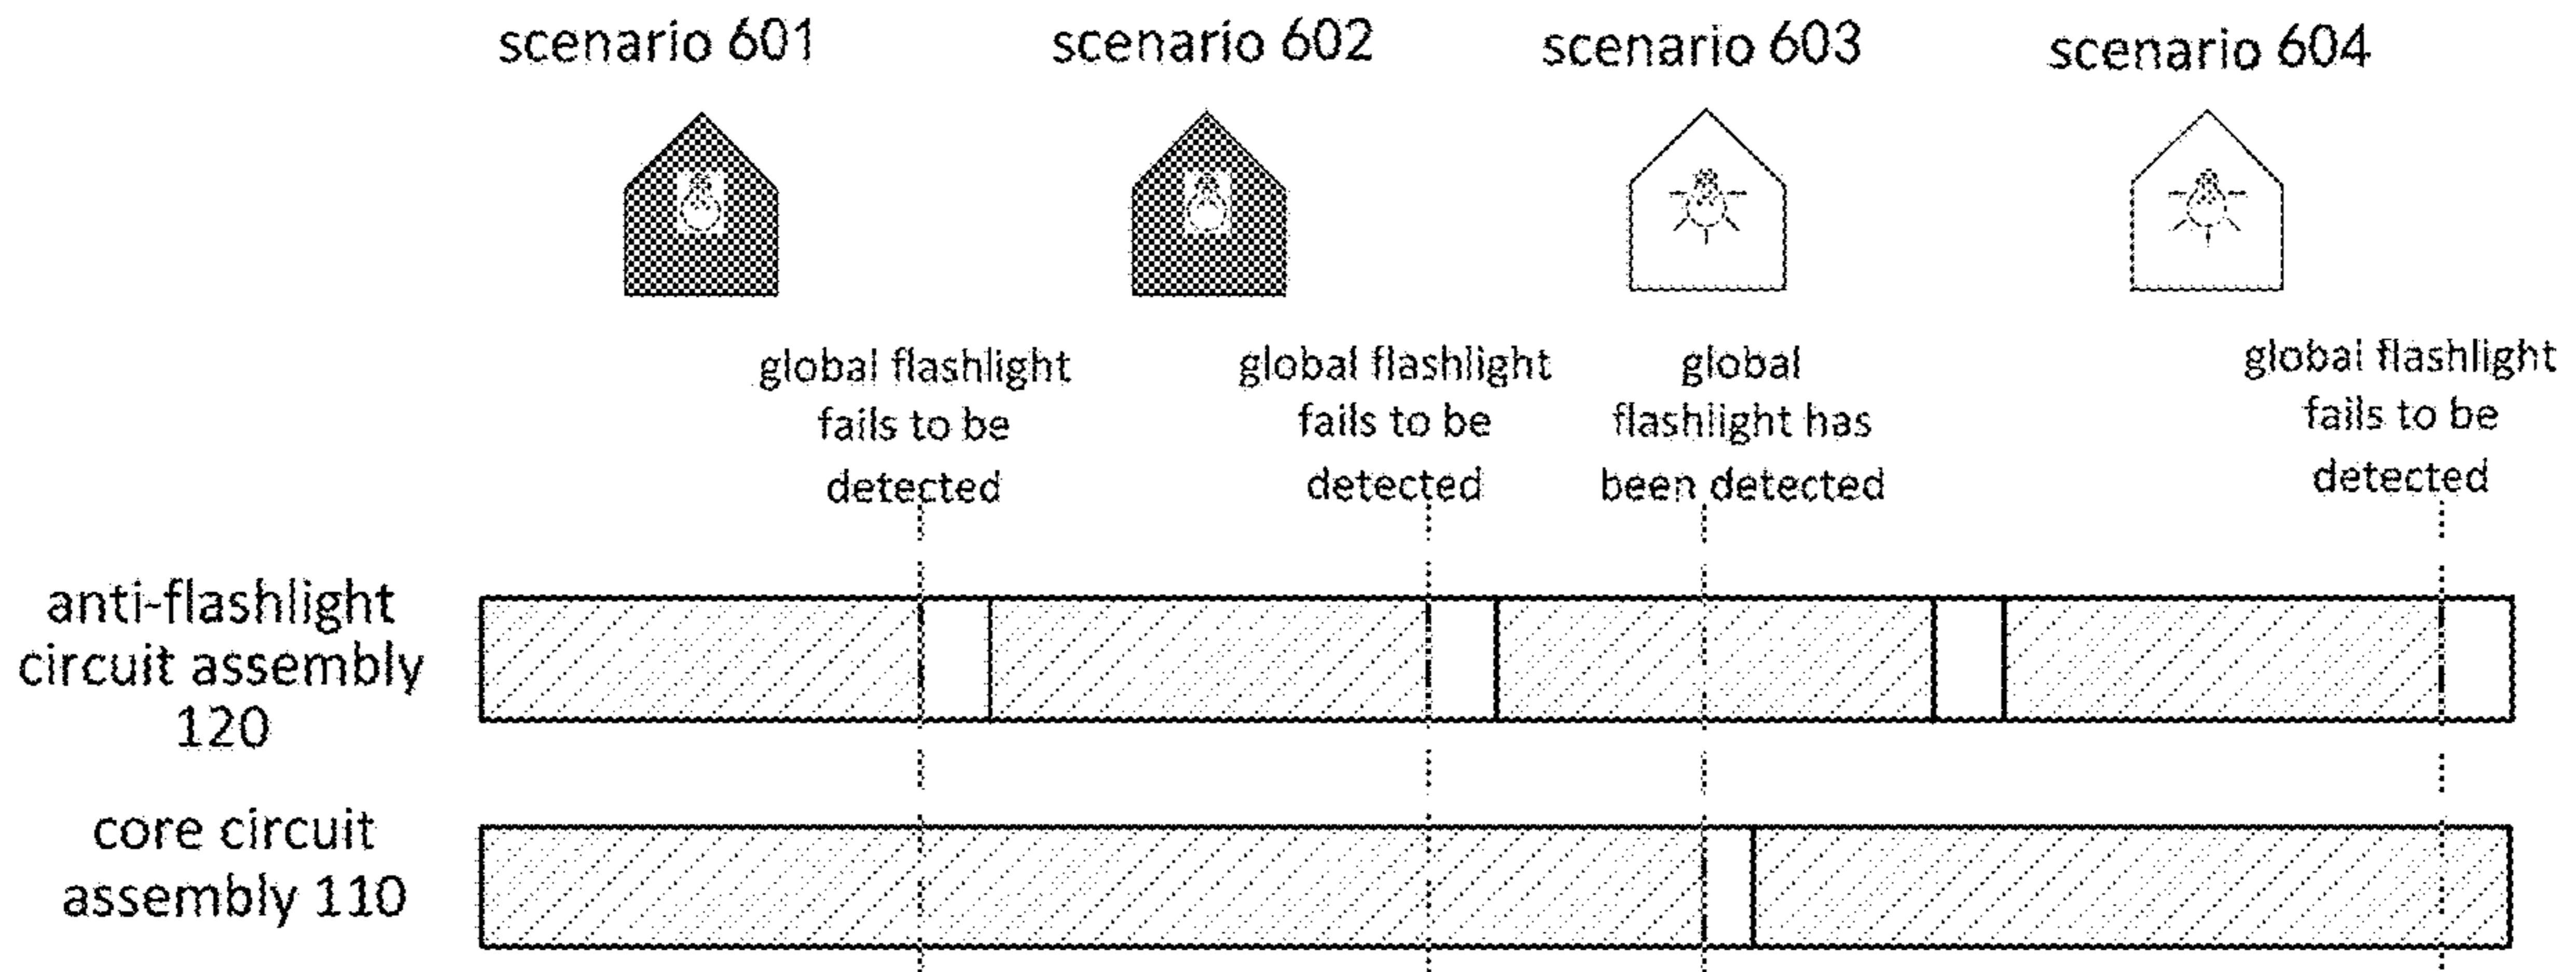 scenario 601
scenario 602
scenario 603
scenario 604
global flashlight
fails to be
detected
global flashlight
fails to be
detected
global
flashlight has
been detected
global flashlight
fails to be
detected
anti-flashlight
circuit assembly
120
core circuit
assembly 110